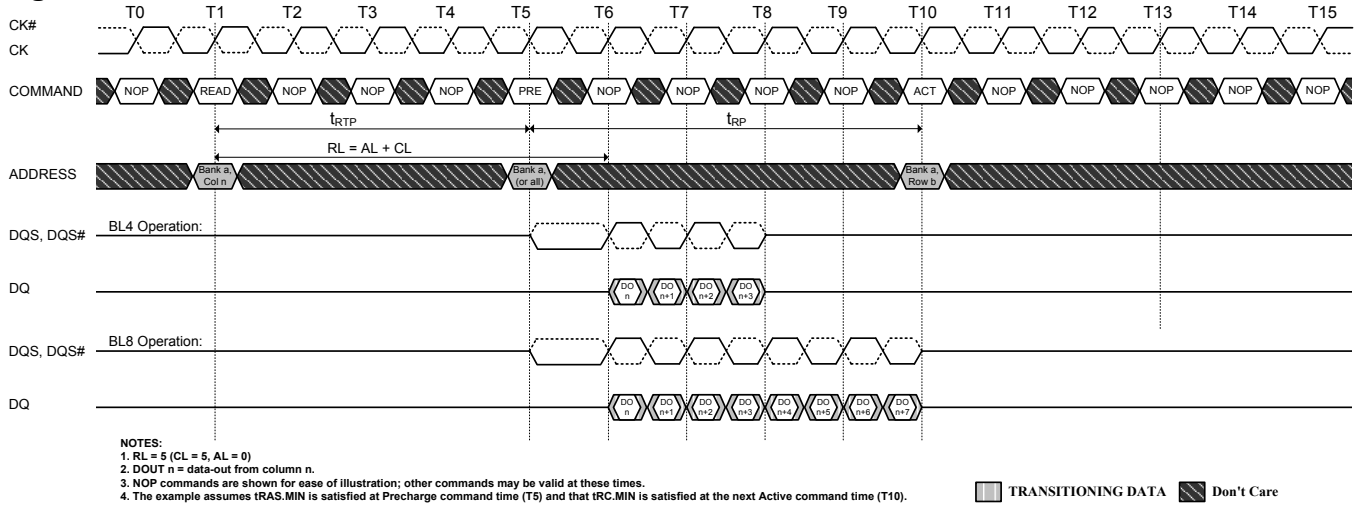 T0 T1 T2 T3 T4 T5 T6 T7 T8 T9 T10 T11 T12 T13 T14 T15
CK#
CK
COMMAND NOP READ NOP NOP NOP PRE NOP NOP NOP NOP ACT NOP NOP NOP NOP NOP
tRTP tRP
RL = AL + CL
ADDRESS
Bank a, Bank a, Bank a,
Col n (or all) Row b
BL4 Operation:
DQS, DQS#
DQ
DO DO DO DO
n n+1 n+2 n+3
BL8 Operation:
DQS, DQS#
DQ
DO DO DO DO DO DO DO DO
n n+1 n+2 n+3 n+4 n+5 n+6 n+7
NOTES:
1. RL = 5 (CL = 5, AL = 0)
2. DOUT n = data-out from column n.
3. NOP commands are shown for ease of illustration; other commands may be valid at these times.
4. The example assumes tRAS.MIN is satisfied at Precharge command time (T5) and that tRC.MIN is satisfied at the next Active command time (T10).
TRANSITIONING DATA Don't Care